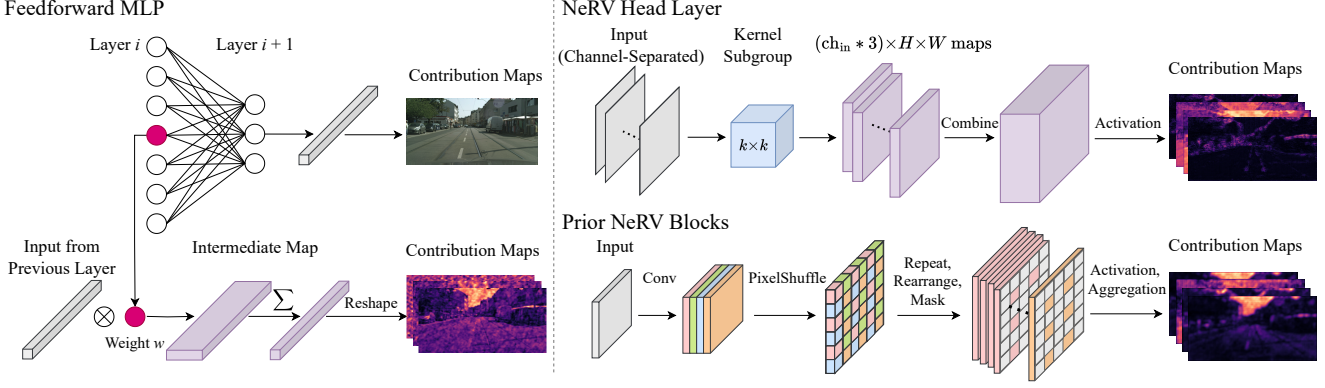 Feedforward MLP
Layer i
Layer i + 1
Contribution Maps
Input from
Previous Layer
Intermediate Map
Contribution Maps
⊗
∑
Reshape
Weight w
NeRV Head Layer
Input
(Channel-Separated)
Kernel
Subgroup
(ch_in * 3)×H×W maps
Contribution Maps
k×k
Combine
Activation
Prior NeRV Blocks
Input
Conv
PixelShuffle
Repeat,
Rearrange,
Mask
Activation,
Aggregation
Contribution Maps